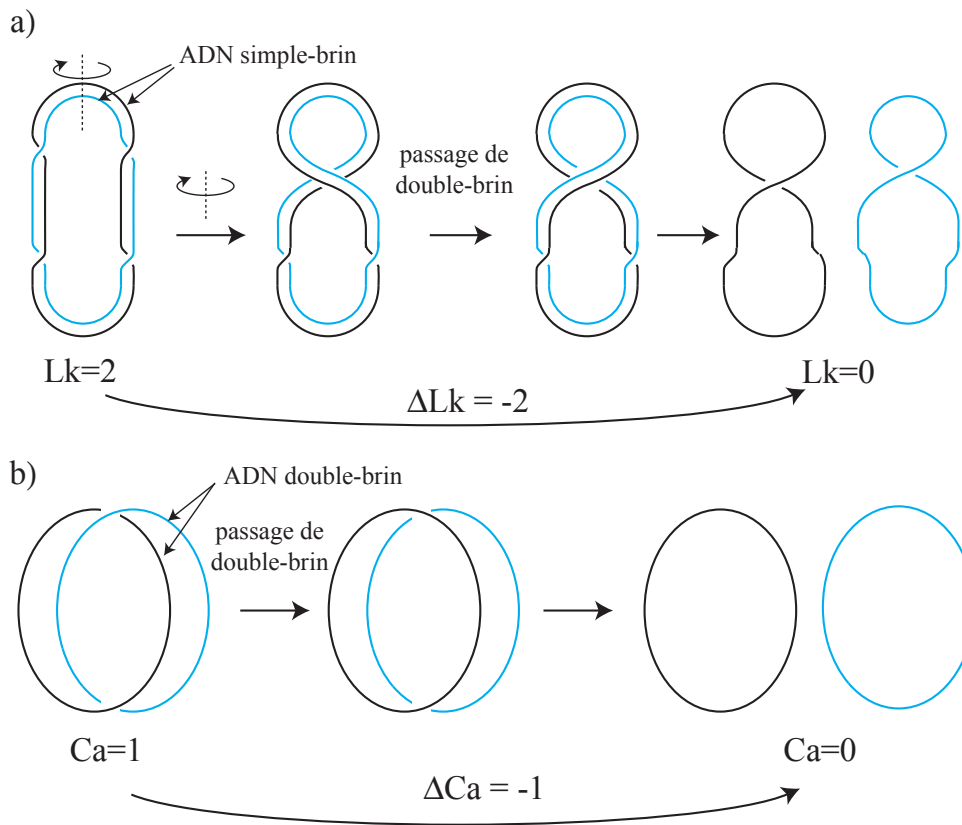 a)
ADN simple-brin
passage de
double-brin
Lk=2
Lk=0
ΔLk = -2
b)
ADN double-brin
passage de
double-brin
Ca=1
Ca=0
ΔCa = -1